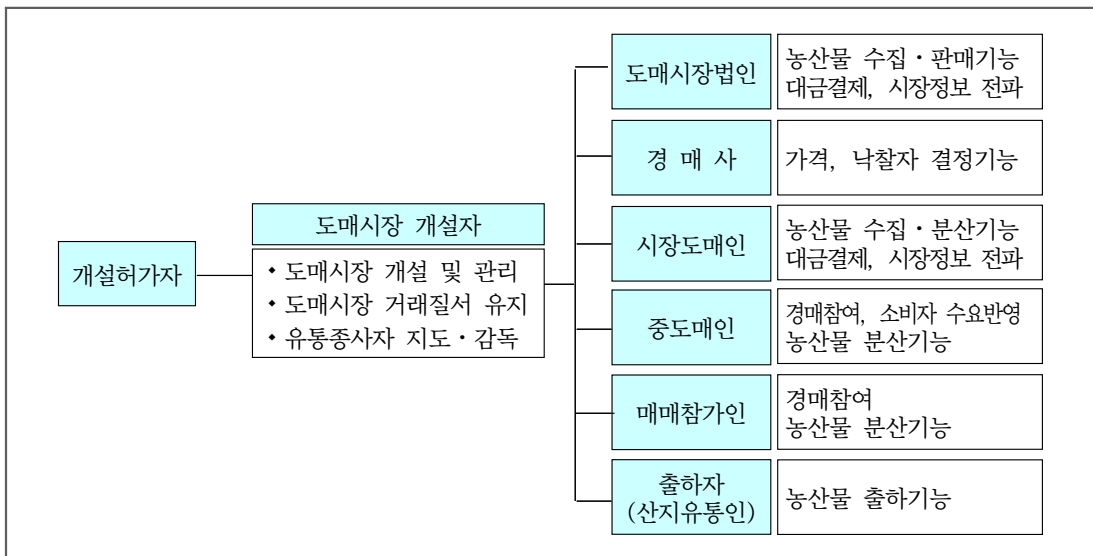 개설허가자
도매시장 개설자
• 도매시장 개설 및 관리
• 도매시장 거래질서 유지
• 유통종사자 지도・감독
도매시장법인
농산물 수집・판매기능
대금결제, 시장정보 전파
경 매 사
가격, 낙찰자 결정기능
시장도매인
농산물 수집・분산기능
대금결제, 시장정보 전파
중도매인
경매참여, 소비자 수요반영
농산물 분산기능
매매참가인
경매참여
농산물 분산기능
출하자
(산지유통인)
농산물 출하기능